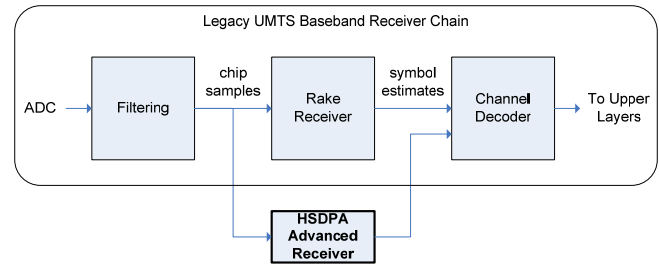 Legacy UMTS Baseband Receiver Chain
ADC
Filtering
chip
samples
Rake
Receiver
symbol
estimates
Channel
Decoder
To Upper
Layers
HSDPA
Advanced
Receiver